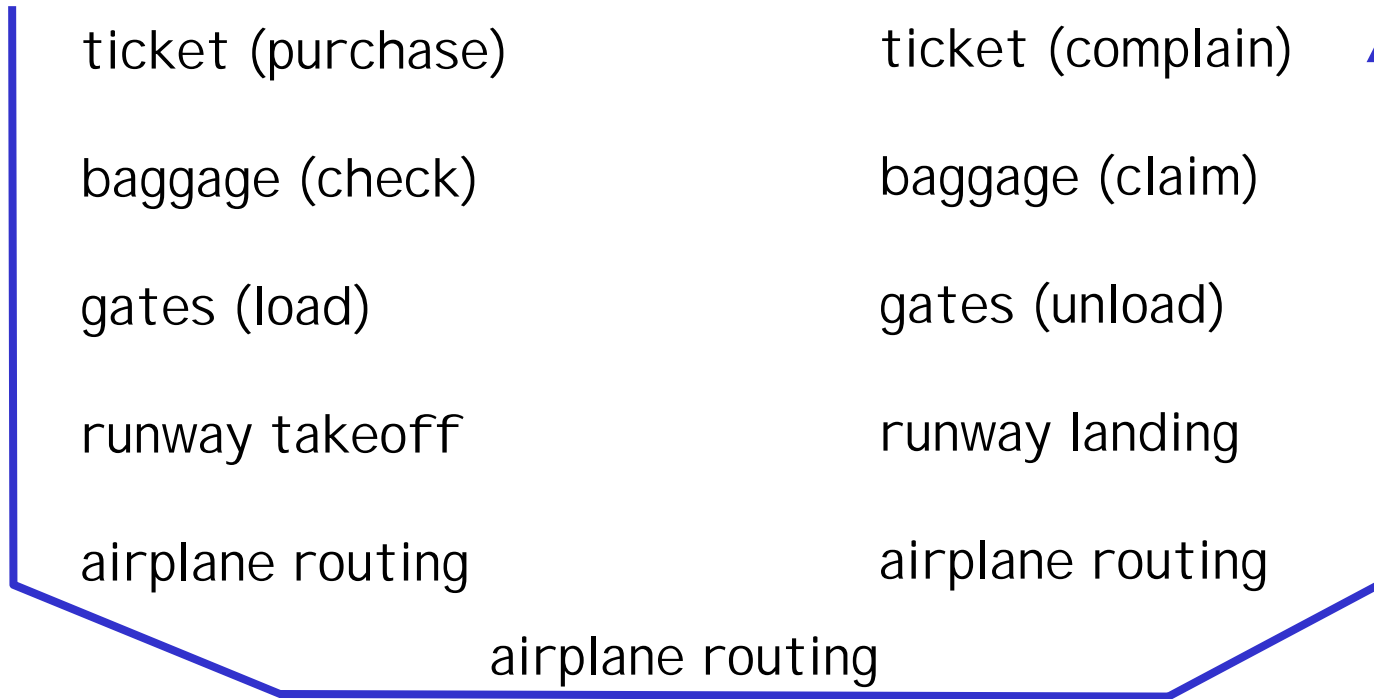 ticket (purchase)
baggage (check)
gates (load)
runway takeoff
airplane routing
ticket (complain)
baggage (claim)
gates (unload)
runway landing
airplane routing
airplane routing